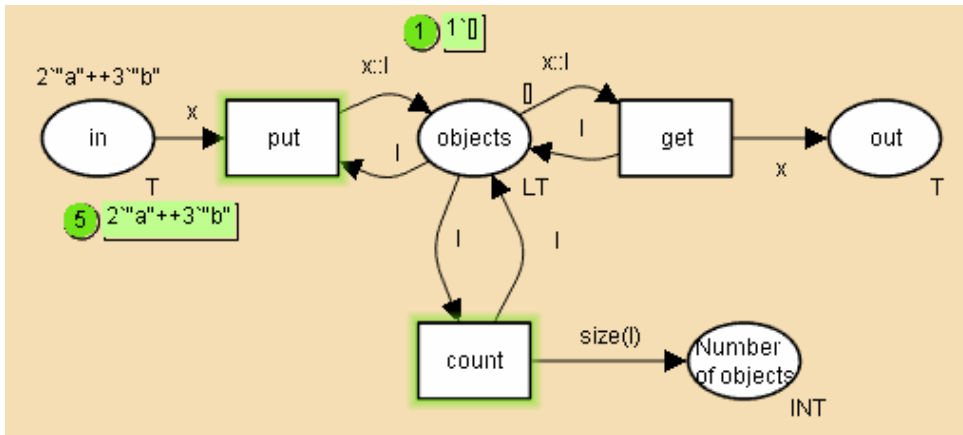 1 1`[]
x::l x::l
2`"a"++3`"b" []
x l l
in put objects get out
x
T LT T
5 2`"a"++3`"b"
l l
size(l)
count Number
of objects
INT